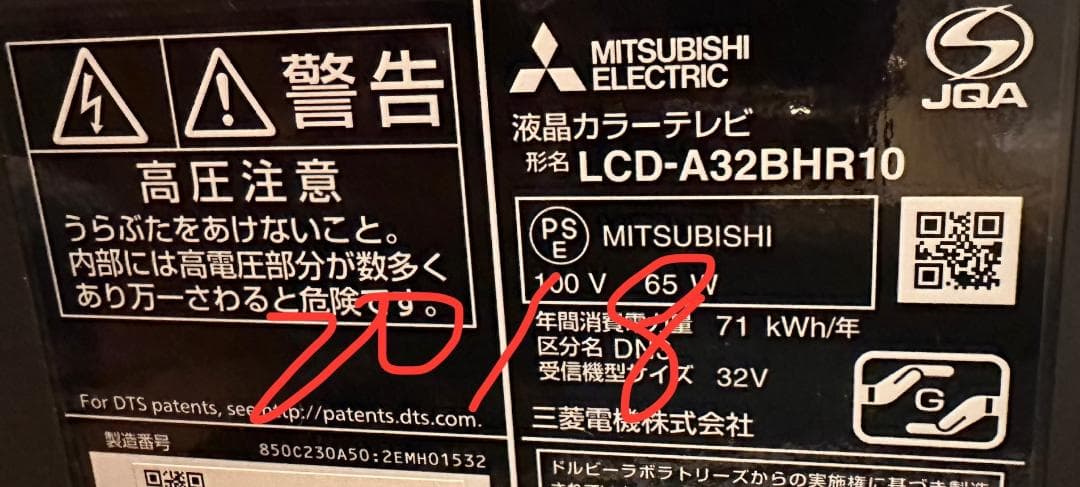 警告
高圧注意
うらぶたをあけないこと。
内部には高電圧部分が数多く
あり万一さわると危険です。
For DTS patents, see http://patents.dts.com.
製造番号
850C230A50:2EMH01532
MITSUBISHI
ELECTRIC
JQA
液晶カラーテレビ
形名 LCD-A32BHR10
PSE MITSUBISHI
100 V 65 W
年間消費電力量 71 kWh/年
区分名 DNJ
受信機型サイズ 32V
G
三菱電機株式会社
ドルビーラボラトリーズからの実施権に基づき製造
2018